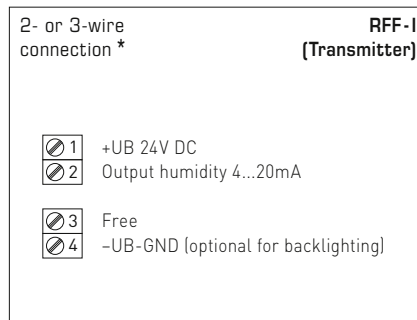 2- or 3-wire RFF-I
connection * (Transmitter)
1 +UB 24V DC
2 Output humidity 4...20mA
3 Free
4 –UB-GND (optional for backlighting)